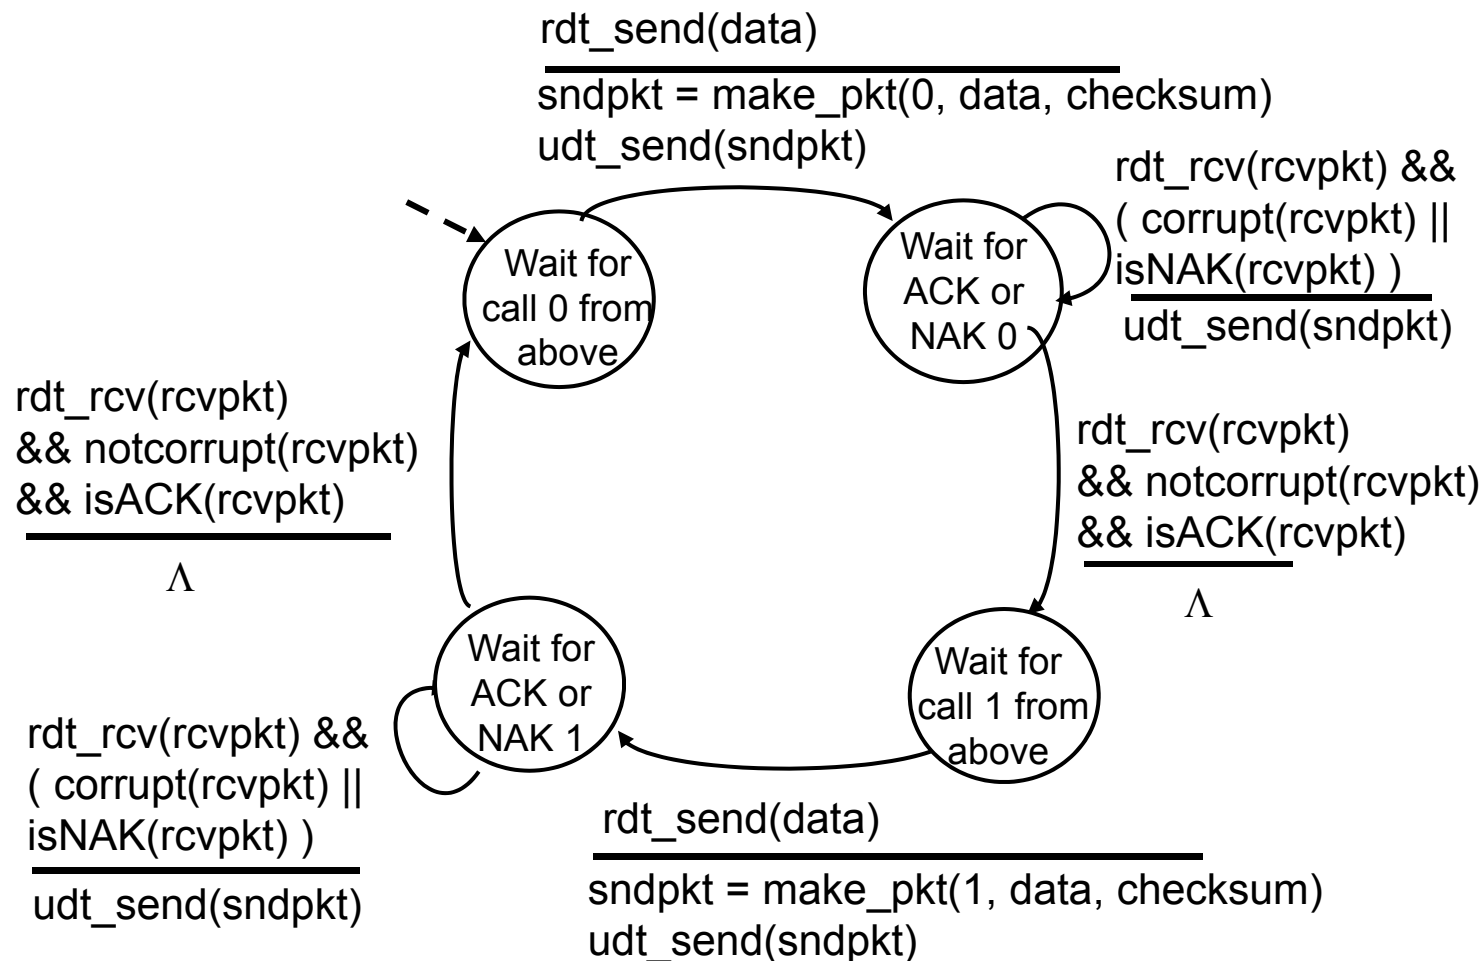 rdt_send(data)
sndpkt = make_pkt(0, data, checksum)
udt_send(sndpkt)
rdt_rcv(rcvpkt) &&
( corrupt(rcvpkt) ||
isNAK(rcvpkt) )
udt_send(sndpkt)
Wait for
call 0 from
above
Wait for
ACK or
NAK 0
rdt_rcv(rcvpkt)
&& notcorrupt(rcvpkt)
&& isACK(rcvpkt)
Λ
rdt_rcv(rcvpkt)
&& notcorrupt(rcvpkt)
&& isACK(rcvpkt)
Λ
Wait for
ACK or
NAK 1
Wait for
call 1 from
above
rdt_rcv(rcvpkt) &&
( corrupt(rcvpkt) ||
isNAK(rcvpkt) )
udt_send(sndpkt)
rdt_send(data)
sndpkt = make_pkt(1, data, checksum)
udt_send(sndpkt)